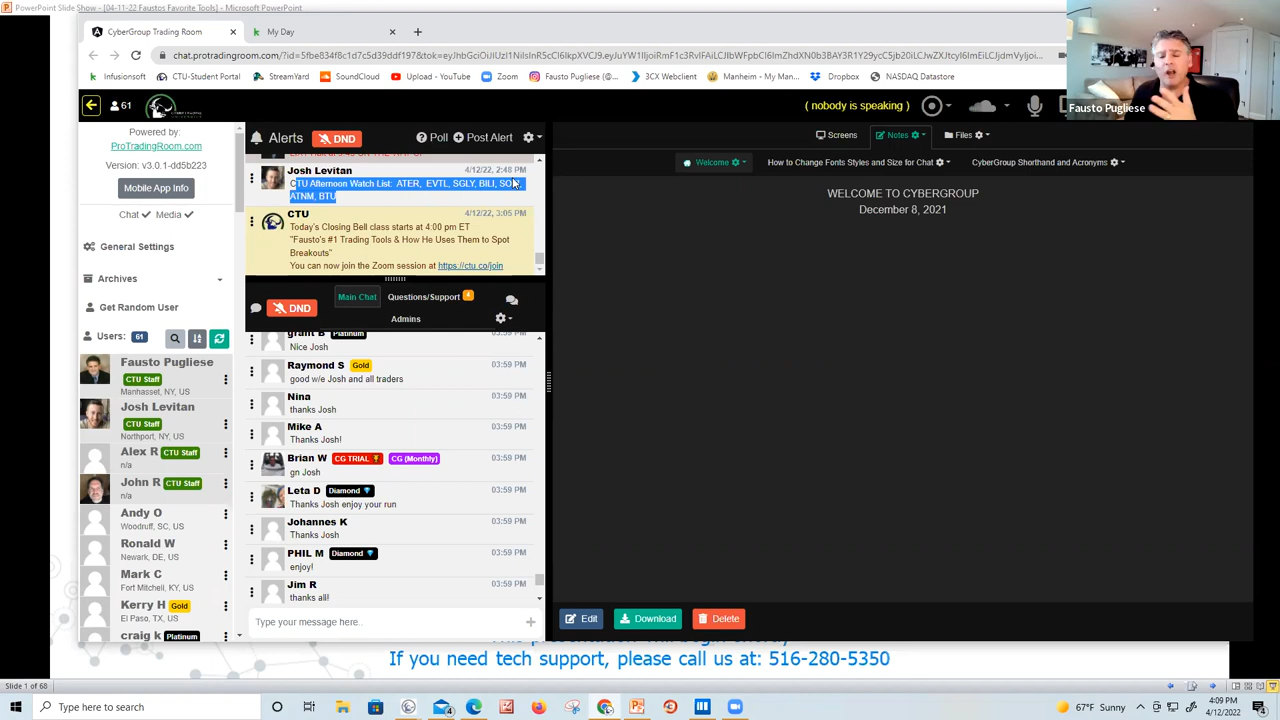 PowerPoint Slide Show - [04-11-22 Faustos Favorite Tools] - Microsoft PowerPoint
CyberGroup Trading Room
My Day
Infusionsoft
CTU-Student Portal
StreamYard
SoundCloud
Upload - YouTube
Zoom
Fausto Pugliese (@...
3CX Webclient
Manheim - My Man...
Dropbox
NASDAQ Datastore
Fausto Pugliese
61
( nobody is speaking )
Powered by:
ProTradingRoom.com
Version: v3.0.1-dd5b223
Mobile App Info
Chat
Media
General Settings
Archives
Get Random User
Users: 61
Fausto Pugliese
CTU Staff
Manhasset, NY, US
Josh Levitan
CTU Staff
Northport, NY, US
Alex R CTU Staff
n/a
John R CTU Staff
n/a
Andy O
Woodruff, SC, US
Ronald W
Newark, DE, US
Mark C
Fort Mitchell, KY, US
Kerry H Gold
El Paso, TX, US
craig k Platinum
Alerts DND Poll Post Alert
Josh Levitan 4/12/22, 2:48 PM
CTU Afternoon Watch List: ATER, EVTL, SGLY, BILI,
ATNM, BTU
CTU 4/12/22, 3:05 PM
Today's Closing Bell class starts at 4:00 pm ET
"Fausto's #1 Trading Tools & How He Uses Them to Spot
Breakouts"
You can now join the Zoom session at https://ctu.co/join
DND Main Chat Questions/Support 4
Admins
grant B Platinum 03:59 PM
Nice Josh
Raymond S Gold 03:59 PM
good w/e Josh and all traders
Nina 03:59 PM
thanks Josh
Mike A 03:59 PM
Thanks Josh!
Brian W CG TRIAL CG (Monthly) 03:59 PM
gn Josh
Leta D Diamond 03:59 PM
Thanks Josh enjoy your run
Johannes K 03:59 PM
Thanks Josh
PHIL M Diamond 03:59 PM
enjoy!
Jim R 03:59 PM
thanks all!
Type your message here..
Screens
Notes
Files
Welcome
How to Change Fonts Styles and Size for Chat
CyberGroup Shorthand and Acronyms
WELCOME TO CYBERGROUP
December 8, 2021
Edit
Download
Delete
If you need tech support, please call us at: 516-280-5350
Slide 1 of 68
Type here to search
4
67°F Sunny
4:09 PM
4/12/2022
4